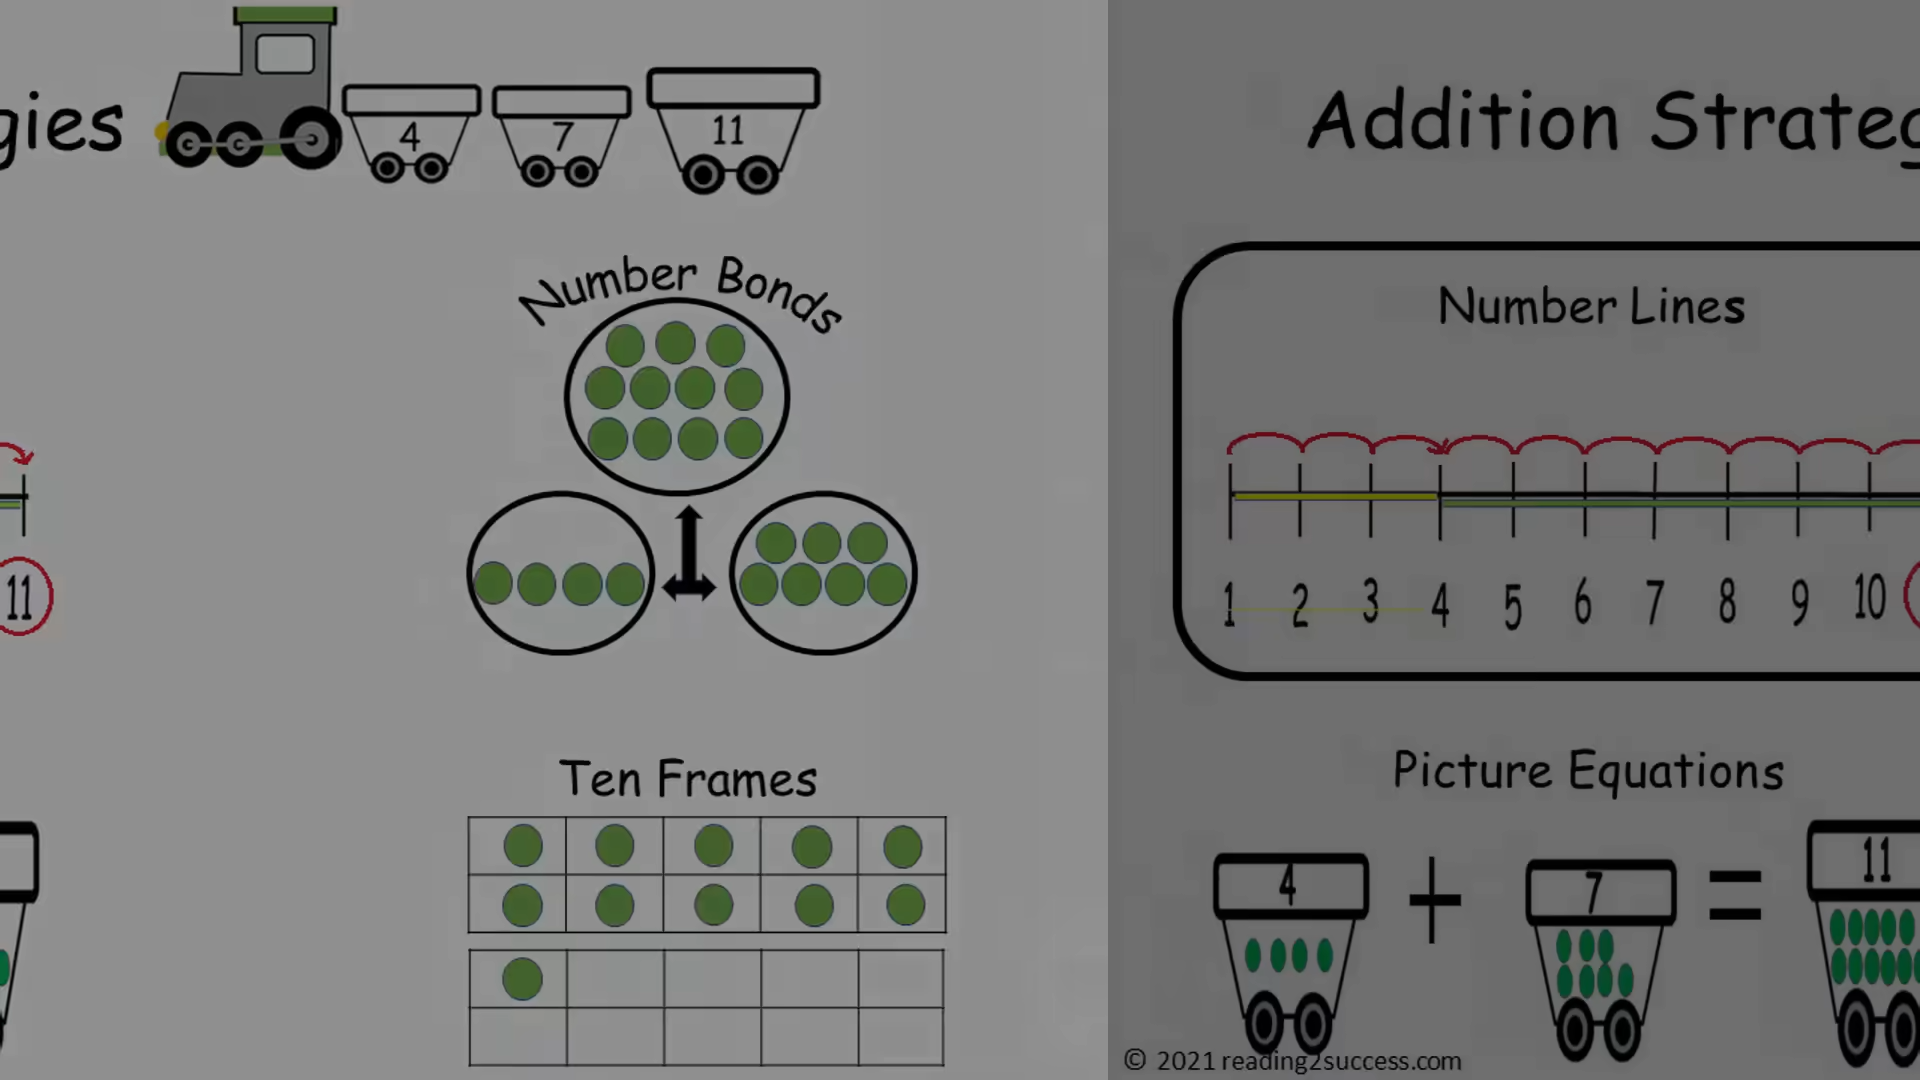 gies
4 7 11
Number Bonds
11
Ten Frames
Addition Strateg
Number Lines
1 2 3 4 5 6 7 8 9 10
Picture Equations
4 + 7 = 11
© 2021 reading2success.com